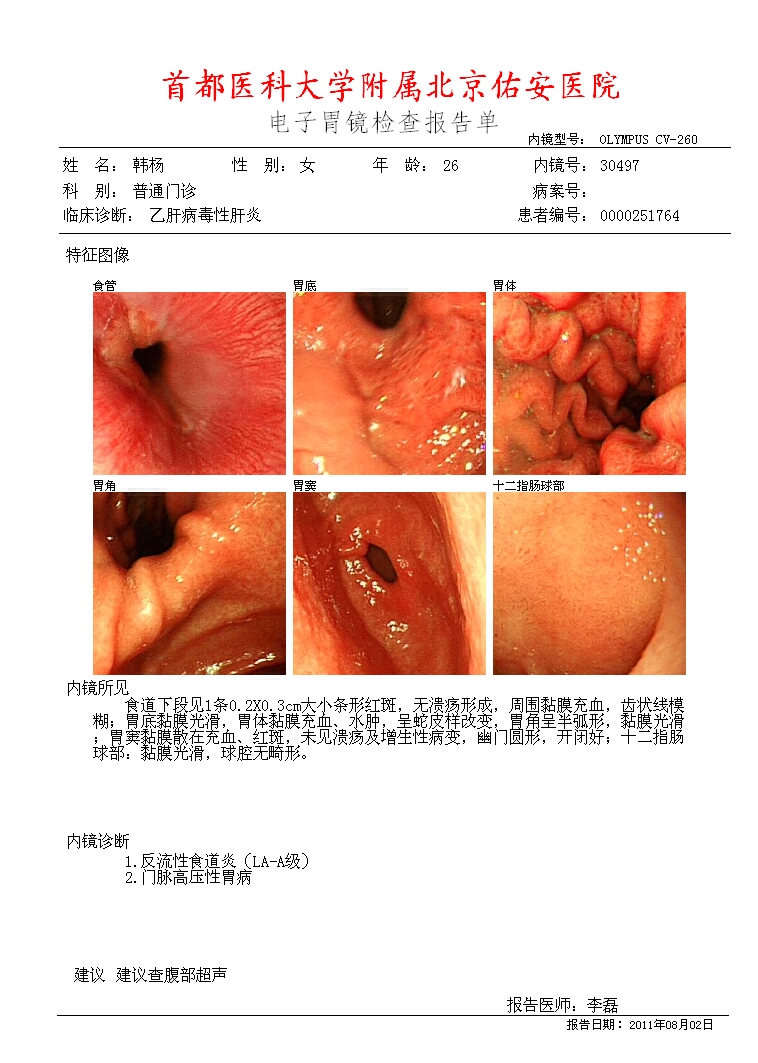 首都医科大学附属北京佑安医院
电子胃镜检查报告单
内镜型号： OLYMPUS CV-260
姓 名： 韩杨 性 别：女 年 龄： 26 内镜号： 30497
科 别： 普通门诊 病案号：
临床诊断： 乙肝病毒性肝炎 患者编号： 0000251764
特征图像
食管 胃底 胃体
胃角 胃窦 十二指肠球部
内镜所见
食道下段见1条0.2X0.3cm大小条形红斑，无溃疡形成，周围黏膜充血，齿状线模
糊；胃底黏膜光滑，胃体黏膜充血、水肿，呈蛇皮样改变，胃角呈半弧形，黏膜光滑
；胃窦黏膜散在充血、红斑，未见溃疡及增生性病变，幽门圆形，开闭好；十二指肠
球部：黏膜光滑，球腔无畸形。
内镜诊断
1.反流性食道炎（LA-A级）
2.门脉高压性胃病
建议 建议查腹部超声
报告医师：李磊
报告日期：2011年08月02日